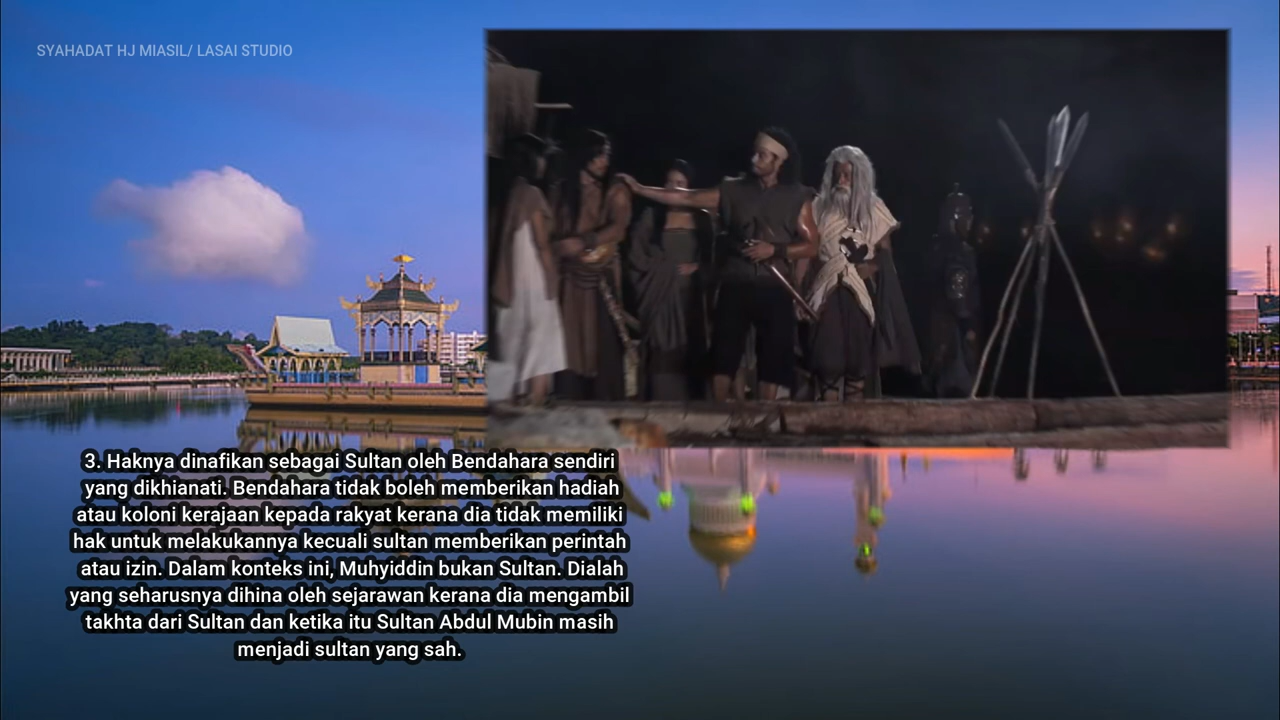 SYAHADAT HJ MIASIL/ LASAI STUDIO
3. Haknya dinafikan sebagai Sultan oleh Bendahara sendiri
yang dikhianati. Bendahara tidak boleh memberikan hadiah
atau koloni kerajaan kepada rakyat kerana dia tidak memiliki
hak untuk melakukannya kecuali sultan memberikan perintah
atau izin. Dalam konteks ini, Muhyiddin bukan Sultan. Dialah
yang seharusnya dihina oleh sejarawan kerana dia mengambil
takhta dari Sultan dan ketika itu Sultan Abdul Mubin masih
menjadi sultan yang sah.